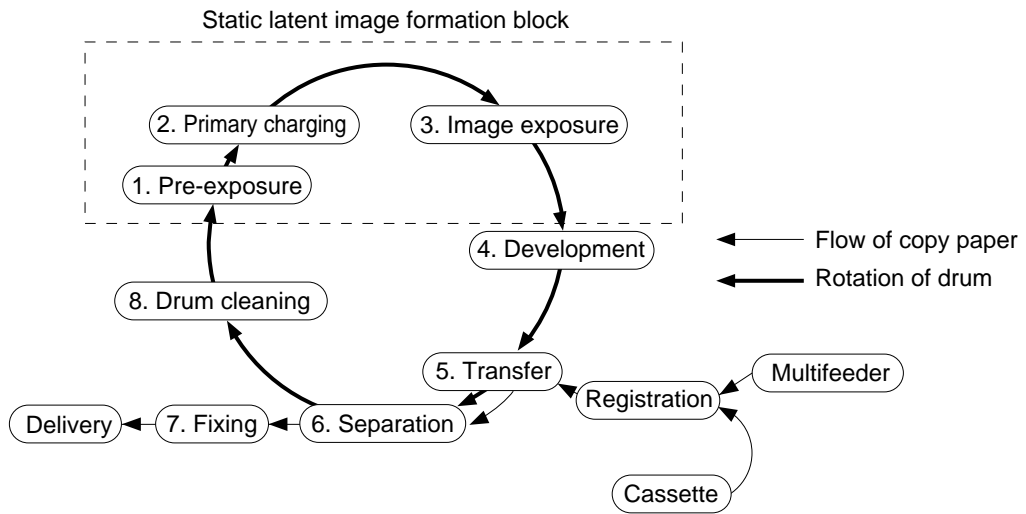 Static latent image formation block
2. Primary charging
3. Image exposure
1. Pre-exposure
4. Development
Flow of copy paper
Rotation of drum
8. Drum cleaning
5. Transfer
Multifeeder
Registration
Delivery
7. Fixing
6. Separation
Cassette